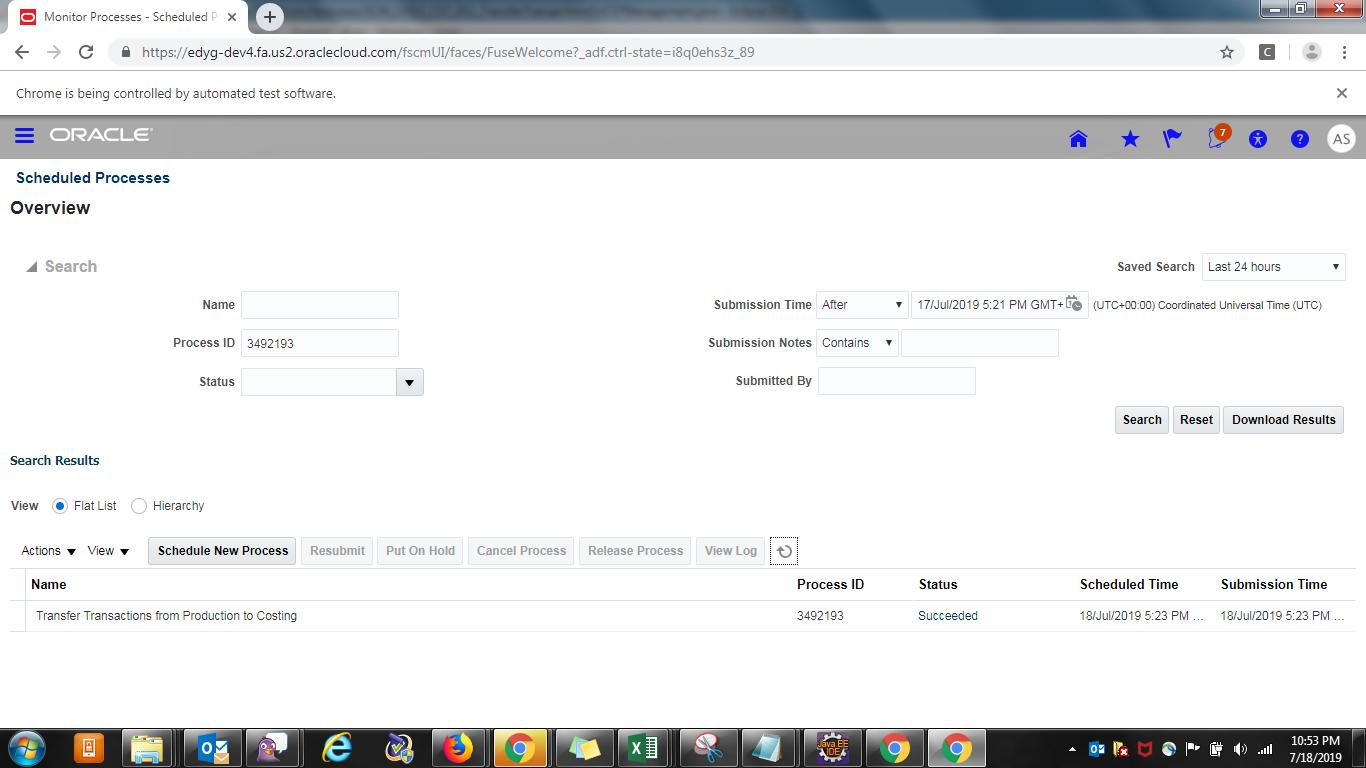 Monitor Processes - Scheduled P
https://edyg-dev4.fa.us2.oraclecloud.com/fscmUI/faces/FuseWelcome?_adf.ctrl-state=i8q0ehs3z_89
C
Chrome is being controlled by automated test software.
ORACLE
7
?
AS
Scheduled Processes
Overview
Search
Saved Search Last 24 hours
Name
Submission Time After 17/Jul/2019 5:21 PM GMT+ (UTC+00:00) Coordinated Universal Time (UTC)
Process ID 3492193
Submission Notes Contains
Status
Submitted By
Search Reset Download Results
Search Results
View Flat List Hierarchy
Actions View Schedule New Process Resubmit Put On Hold Cancel Process Release Process View Log
Name Process ID Status Scheduled Time Submission Time
Transfer Transactions from Production to Costing 3492193 Succeeded 18/Jul/2019 5:23 PM ... 18/Jul/2019 5:23 PM ...
Java EE
IDE
10:53 PM
7/18/2019